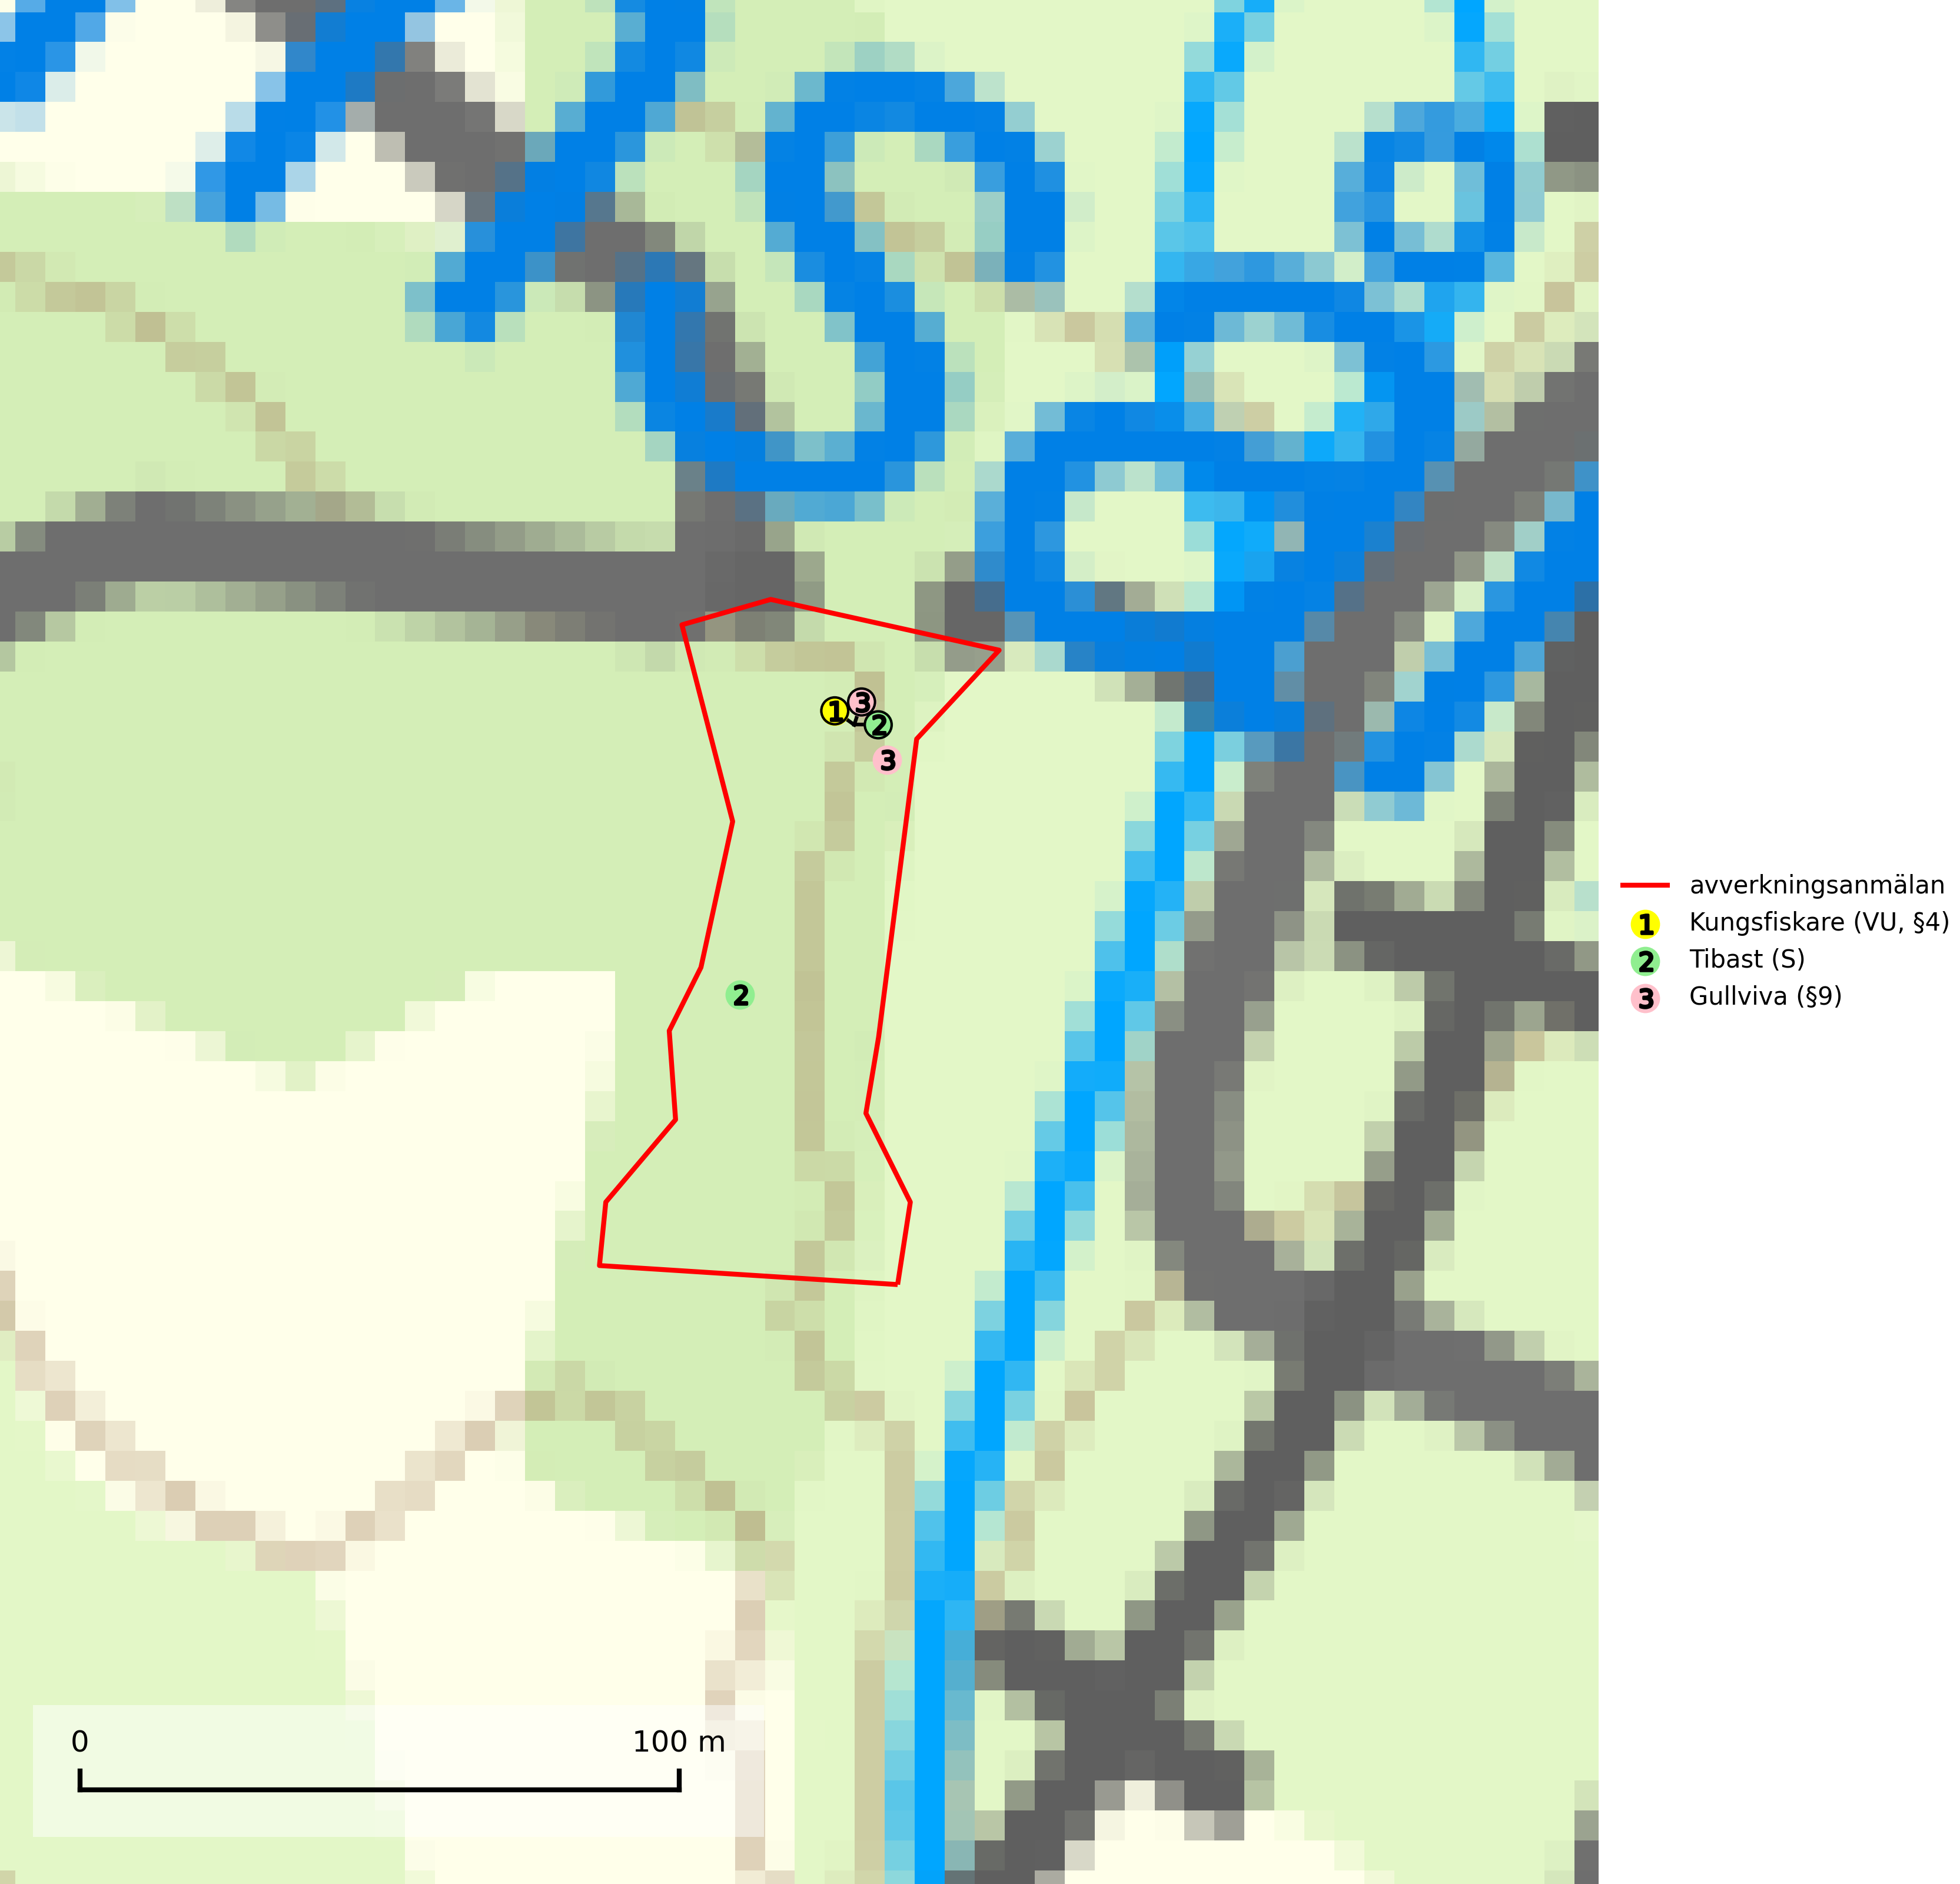 1 3
2
3
2
avverkningsanmälan
1 Kungsfiskare (VU, §4)
2 Tibast (S)
3 Gullviva (§9)
0 100 m